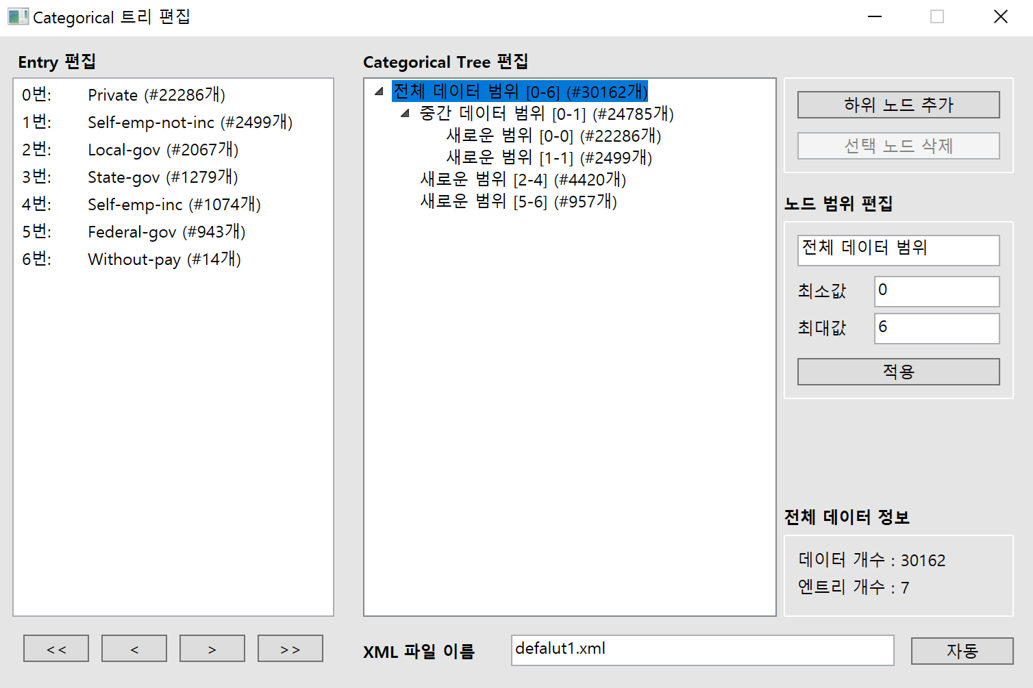 Categorical 트리 편집
Entry 편집
0번: Private (#22286개)
1번: Self-emp-not-inc (#2499개)
2번: Local-gov (#2067개)
3번: State-gov (#1279개)
4번: Self-emp-inc (#1074개)
5번: Federal-gov (#943개)
6번: Without-pay (#14개)
<< < > >>
Categorical Tree 편집
전체 데이터 범위 [0-6] (#30162개)
중간 데이터 범위 [0-1] (#24785개)
새로운 범위 [0-0] (#22286개)
새로운 범위 [1-1] (#2499개)
새로운 범위 [2-4] (#4420개)
새로운 범위 [5-6] (#957개)
하위 노드 추가
선택 노드 삭제
노드 범위 편집
전체 데이터 범위
최소값 0
최대값 6
적용
전체 데이터 정보
데이터 개수 : 30162
엔트리 개수 : 7
XML 파일 이름 defalut1.xml 자동